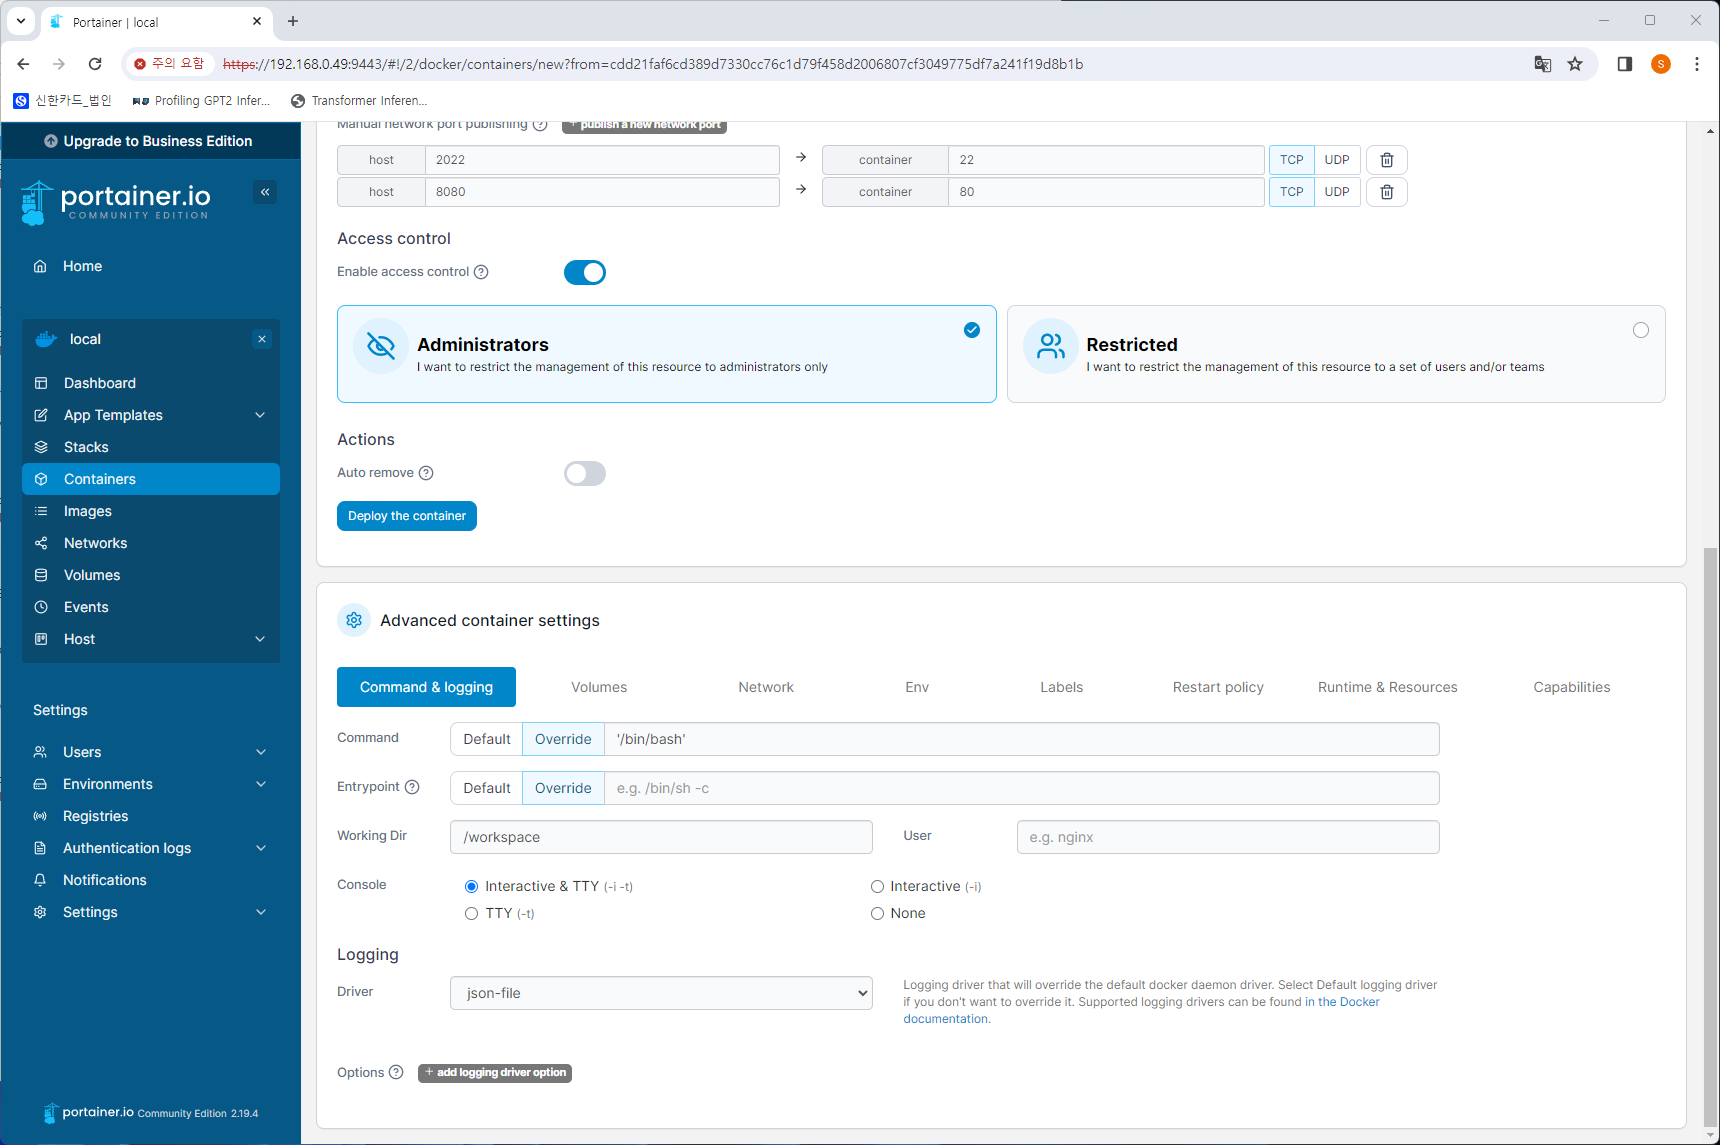 Portainer | local
주의 요함
https://192.168.0.49:9443/#!/2/docker/containers/new?from=cdd21faf6cd389d7330cc76c1d79f458d2006807cf3049775df7a241f19d8b1b
S
신한카드_법인
Profiling GPT2 Infer...
Transformer Inferen...
Upgrade to Business Edition
portainer.io
COMMUNITY EDITION
Home
local
Dashboard
App Templates
Stacks
Containers
Images
Networks
Volumes
Events
Host
Settings
Users
Environments
Registries
Authentication logs
Notifications
Settings
portainer.io Community Edition 2.19.4
Manual network port publishing
+ publish a new network port
host 2022 → container 22 TCP UDP
host 8080 → container 80 TCP UDP
Access control
Enable access control
Administrators
I want to restrict the management of this resource to administrators only
Restricted
I want to restrict the management of this resource to a set of users and/or teams
Actions
Auto remove
Deploy the container
Advanced container settings
Command & logging Volumes Network Env Labels Restart policy Runtime & Resources Capabilities
Command Default Override '/bin/bash'
Entrypoint Default Override e.g. /bin/sh -c
Working Dir /workspace User e.g. nginx
Console Interactive & TTY (-i -t) Interactive (-i)
TTY (-t) None
Logging
Driver json-file
Logging driver that will override the default docker daemon driver. Select Default logging driver
if you don't want to override it. Supported logging drivers can be found in the Docker
documentation.
Options + add logging driver option